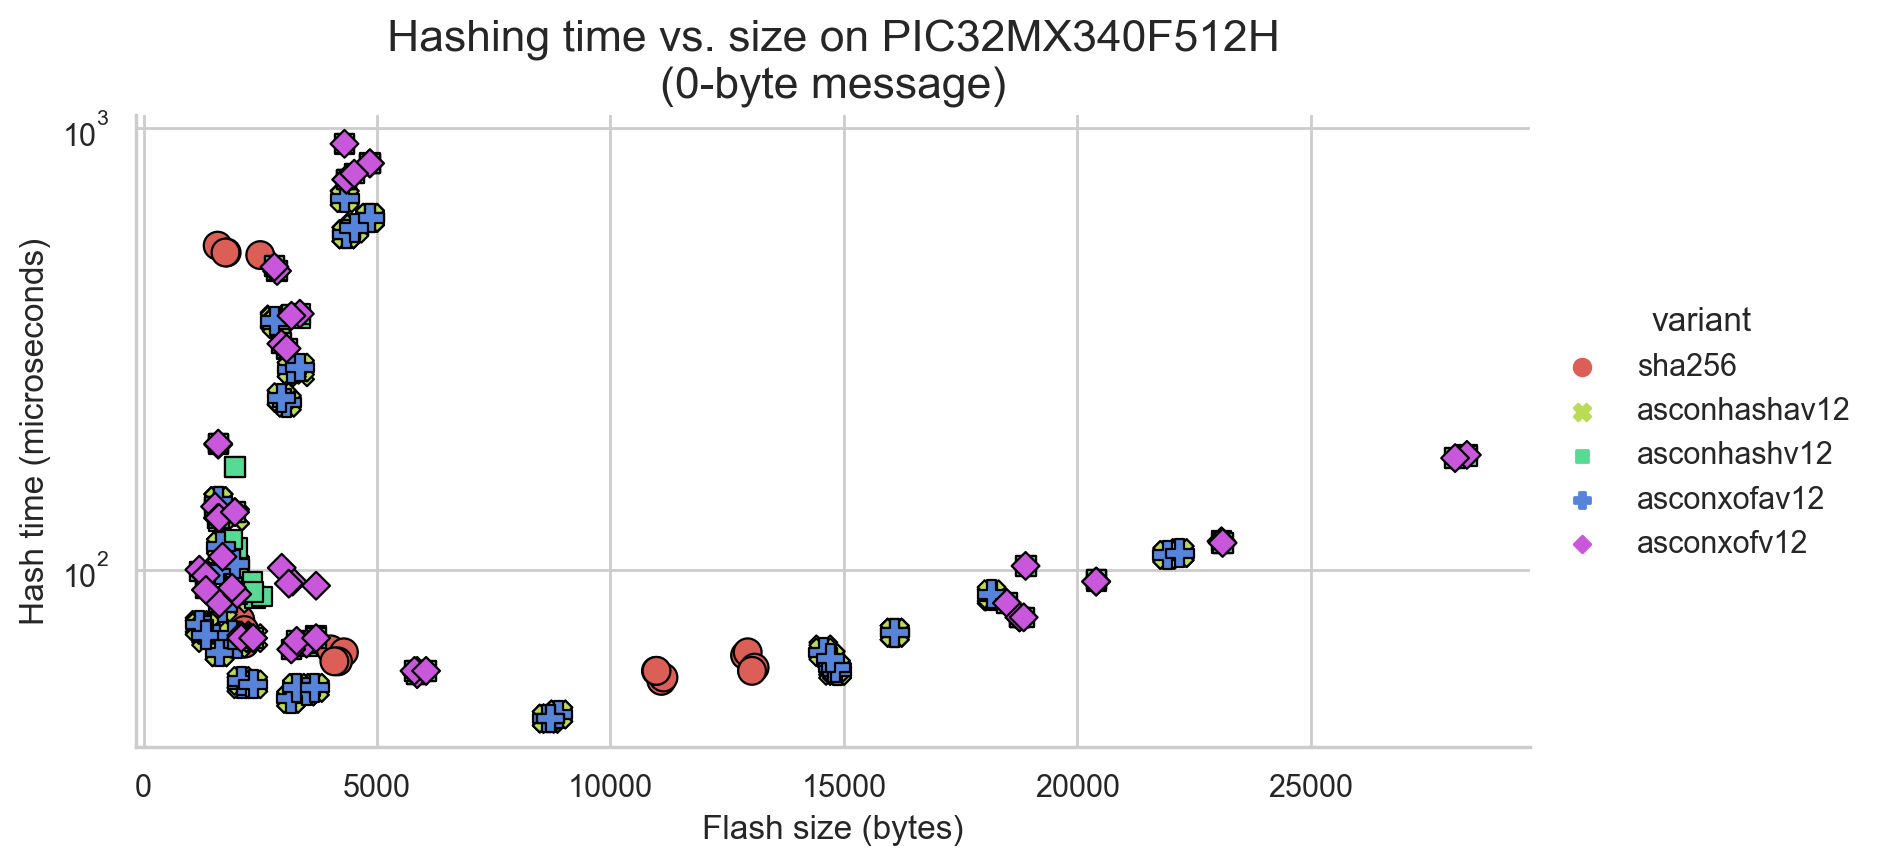 Hashing time vs. size on PIC32MX340F512H
(0-byte message)
10³
10²
Hash time (microseconds)
0 5000 10000 15000 20000 25000
Flash size (bytes)
variant
sha256
asconhashav12
asconhashv12
asconxofav12
asconxofv12